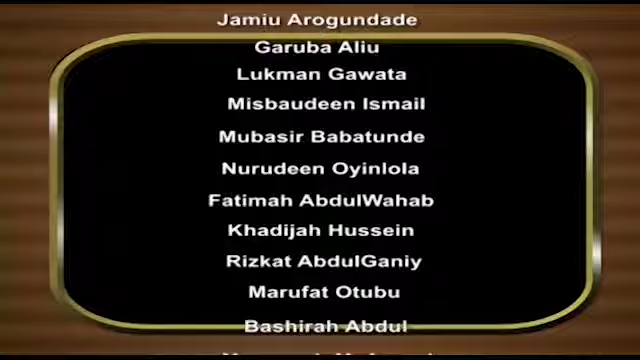 Jamiu Arogundade
Garuba Aliu
Lukman Gawata
Misbaudeen Ismail
Mubasir Babatunde
Nurudeen Oyinlola
Fatimah AbdulWahab
Khadijah Hussein
Rizkat AbdulGaniy
Marufat Otubu
Bashirah Abdul